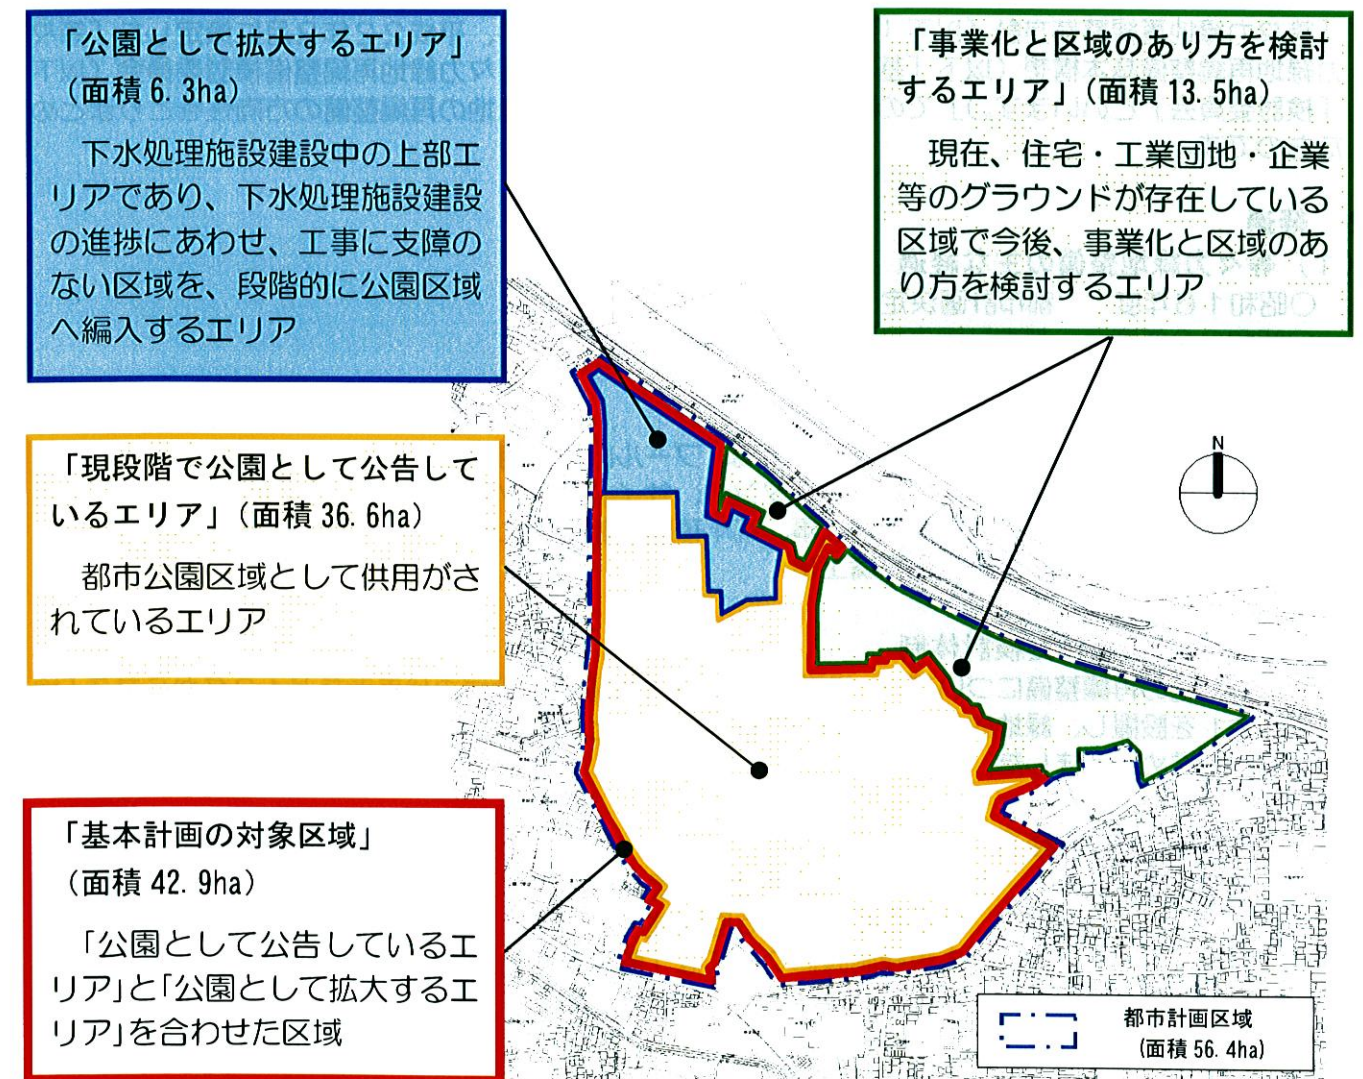 「公園として拡大するエリア」
(面積 6.3ha)
下水処理施設建設中の上部エ
リアであり、下水処理施設建設
の進捗にあわせ、工事に支障の
ない区域を、段階的に公園区域
へ編入するエリア
「事業化と区域のあり方を検討
するエリア」(面積 13.5ha)
現在、住宅・工業団地・企業
等のグラウンドが存在している
区域で今後、事業化と区域のあ
り方を検討するエリア
「現段階で公園として公告して
いるエリア」(面積 36.6ha)
都市公園区域として供用がさ
れているエリア
N
「基本計画の対象区域」
(面積 42.9ha)
「公園として公告しているエ
リア」と「公園として拡大するエ
リア」を合わせた区域
都市計画区域
(面積 56.4ha)